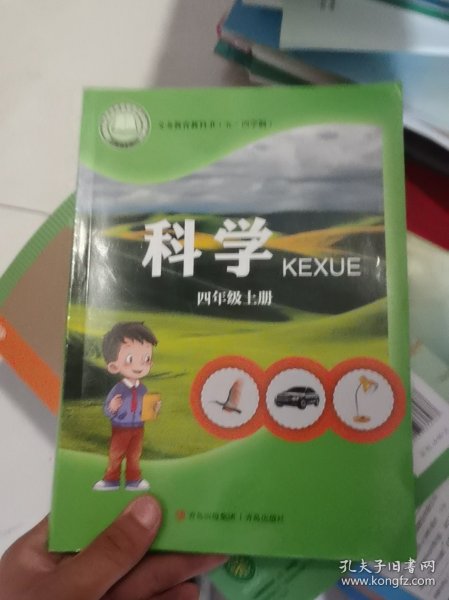 义务教育教科书（五·四学制）
科学
KEXUE
四年级上册
青岛出版集团 | 青岛出版社
孔夫子旧书网
www.kongfz.com